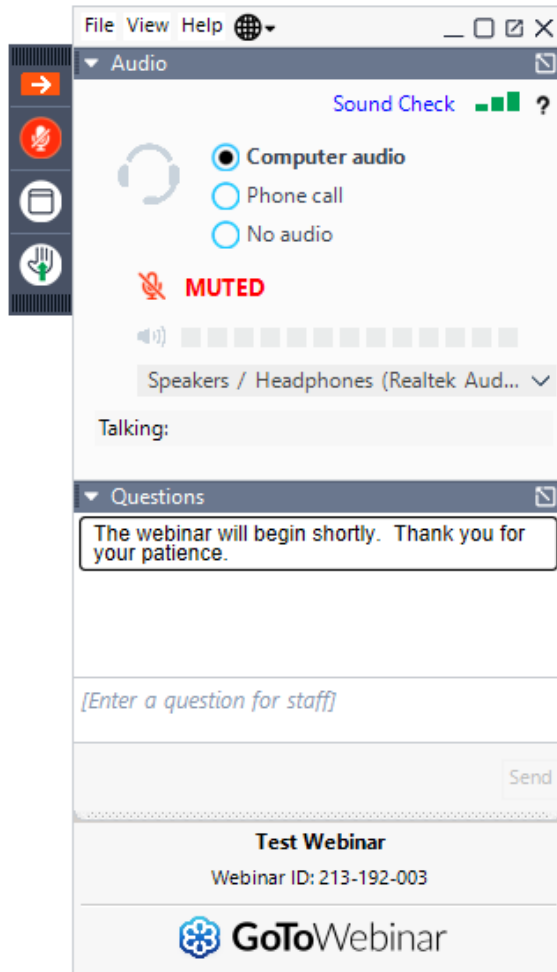 File View Help
Audio
Sound Check ?
Computer audio
Phone call
No audio
MUTED
Speakers / Headphones (Realtek Aud...
Talking:
Questions
The webinar will begin shortly. Thank you for
your patience.
[Enter a question for staff]
Send
Test Webinar
Webinar ID: 213-192-003
GoToWebinar